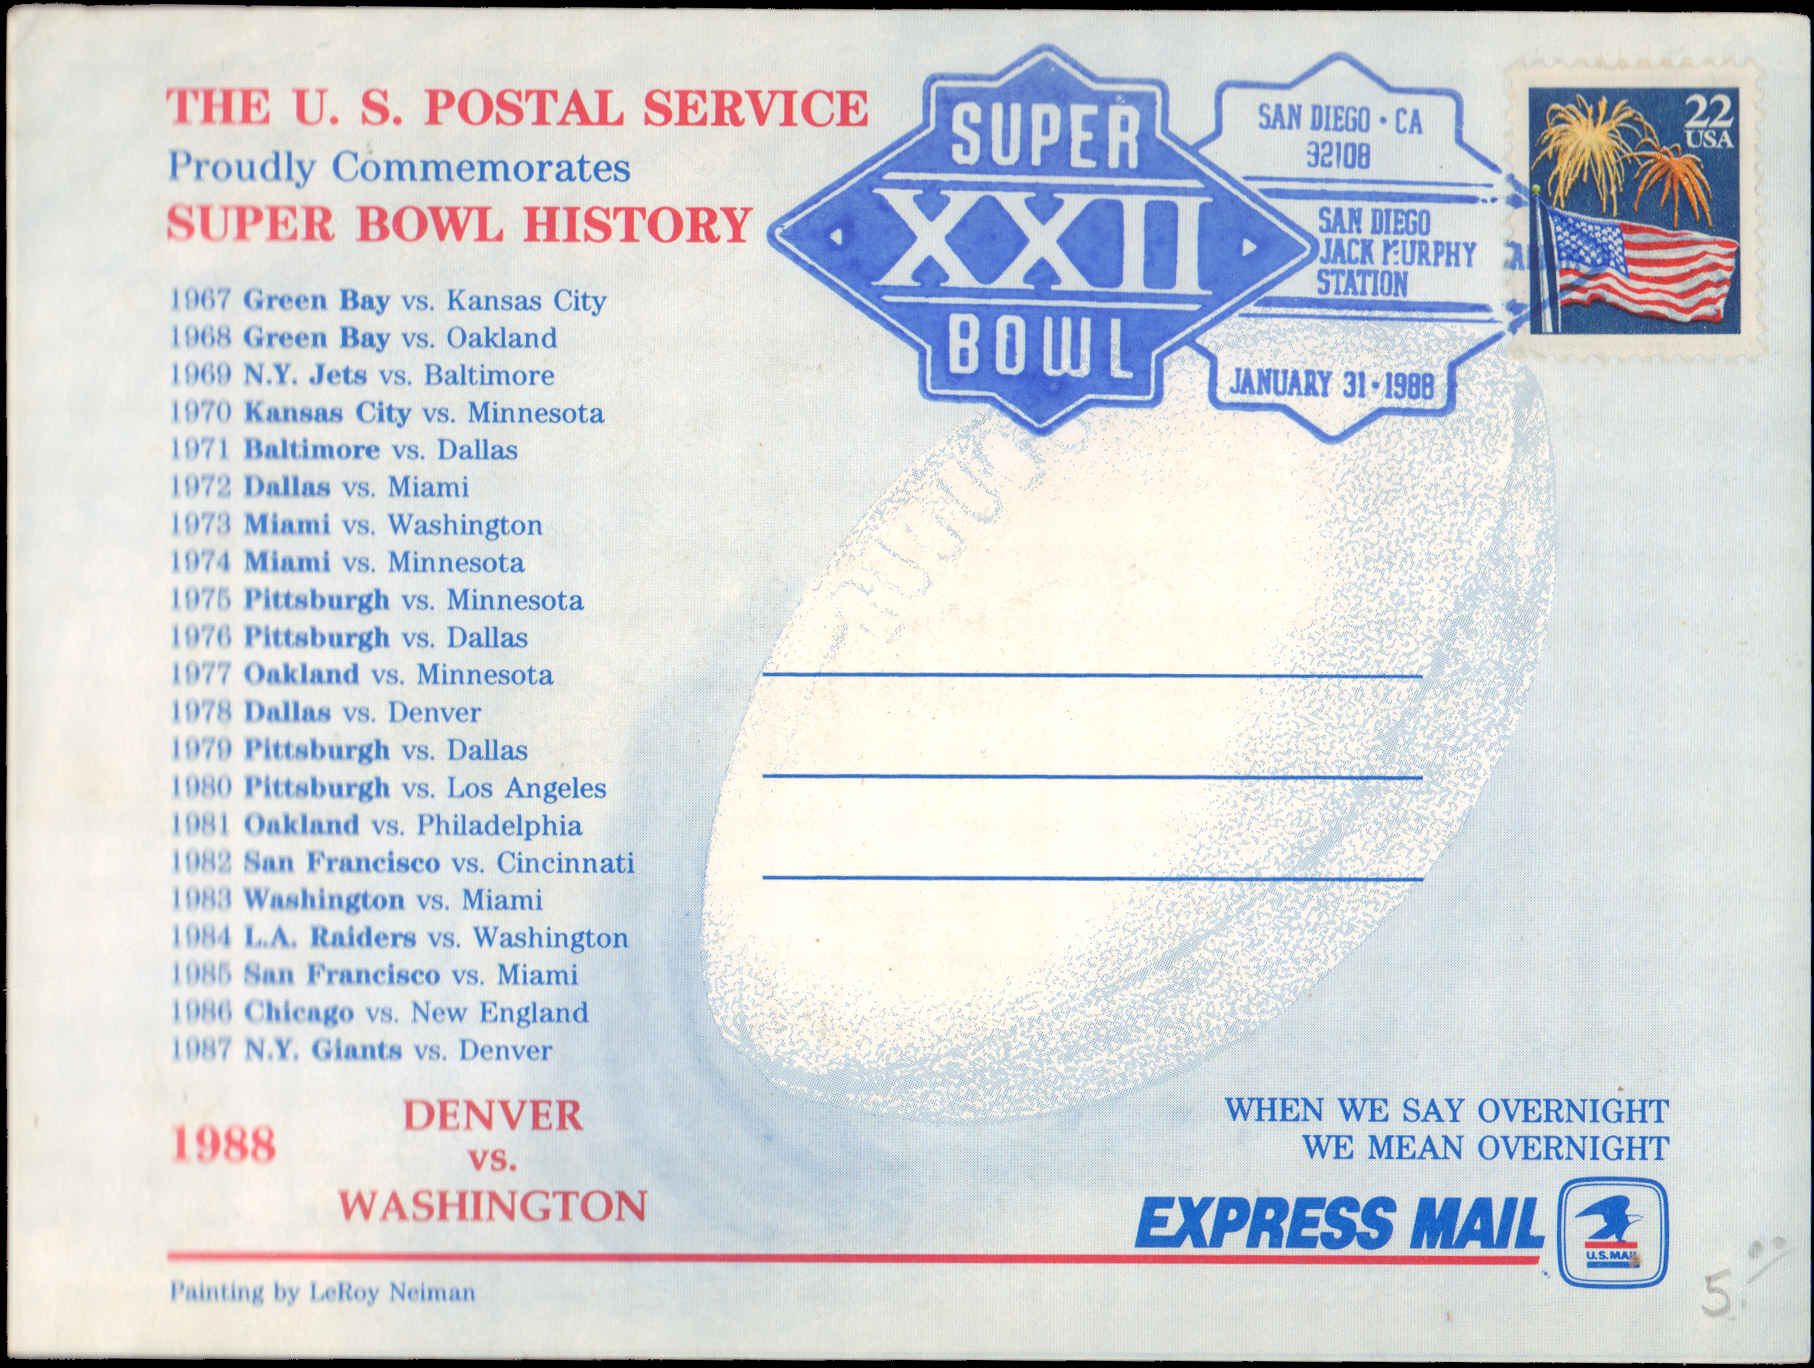 THE U. S. POSTAL SERVICE
Proudly Commemorates
SUPER BOWL HISTORY
SUPER
XXII
BOWL
SAN DIEGO · CA
92108
SAN DIEGO
JACK MURPHY
STATION
JANUARY 31 · 1988
22
USA
1967 Green Bay vs. Kansas City
1968 Green Bay vs. Oakland
1969 N.Y. Jets vs. Baltimore
1970 Kansas City vs. Minnesota
1971 Baltimore vs. Dallas
1972 Dallas vs. Miami
1973 Miami vs. Washington
1974 Miami vs. Minnesota
1975 Pittsburgh vs. Minnesota
1976 Pittsburgh vs. Dallas
1977 Oakland vs. Minnesota
1978 Dallas vs. Denver
1979 Pittsburgh vs. Dallas
1980 Pittsburgh vs. Los Angeles
1981 Oakland vs. Philadelphia
1982 San Francisco vs. Cincinnati
1983 Washington vs. Miami
1984 L.A. Raiders vs. Washington
1985 San Francisco vs. Miami
1986 Chicago vs. New England
1987 N.Y. Giants vs. Denver
1988
DENVER
vs.
WASHINGTON
WHEN WE SAY OVERNIGHT
WE MEAN OVERNIGHT
EXPRESS MAIL
U.S.MAIL
Painting by LeRoy Neiman
5.00